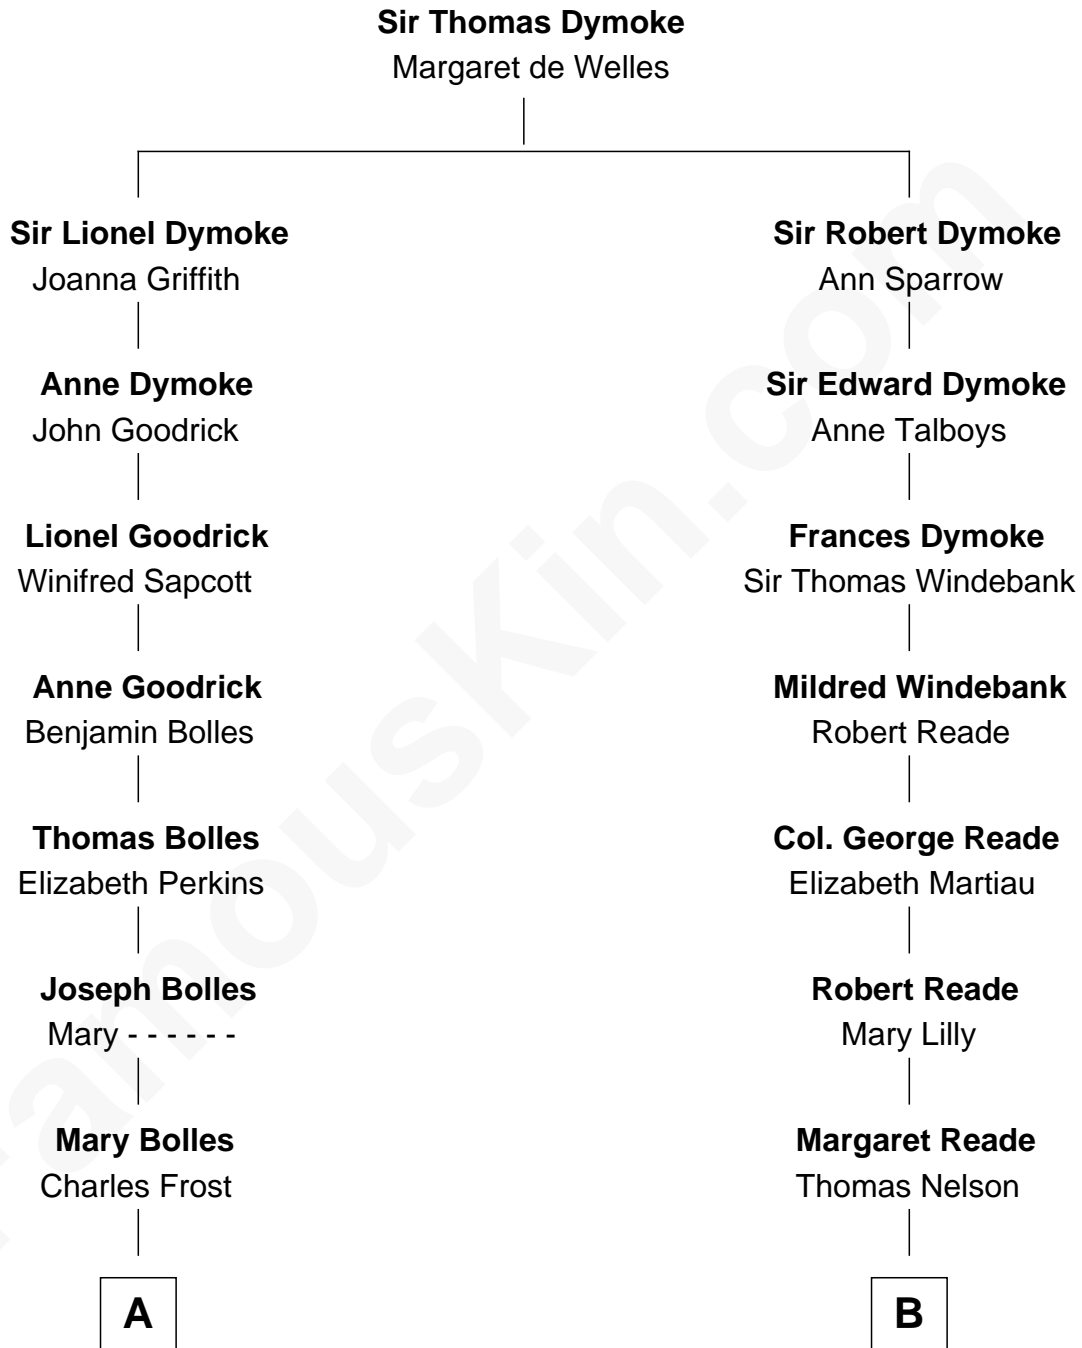 Sir Thomas Dymoke
Margaret de Welles
Sir Lionel Dymoke
Joanna Griffith
Anne Dymoke
John Goodrick
Lionel Goodrick
Winifred Sapcott
Anne Goodrick
Benjamin Bolles
Thomas Bolles
Elizabeth Perkins
Joseph Bolles
Mary - - - - - -
Mary Bolles
Charles Frost
A
Sir Robert Dymoke
Ann Sparrow
Sir Edward Dymoke
Anne Talboys
Frances Dymoke
Sir Thomas Windebank
Mildred Windebank
Robert Reade
Col. George Reade
Elizabeth Martiau
Robert Reade
Mary Lilly
Margaret Reade
Thomas Nelson
B
FamousKin.com